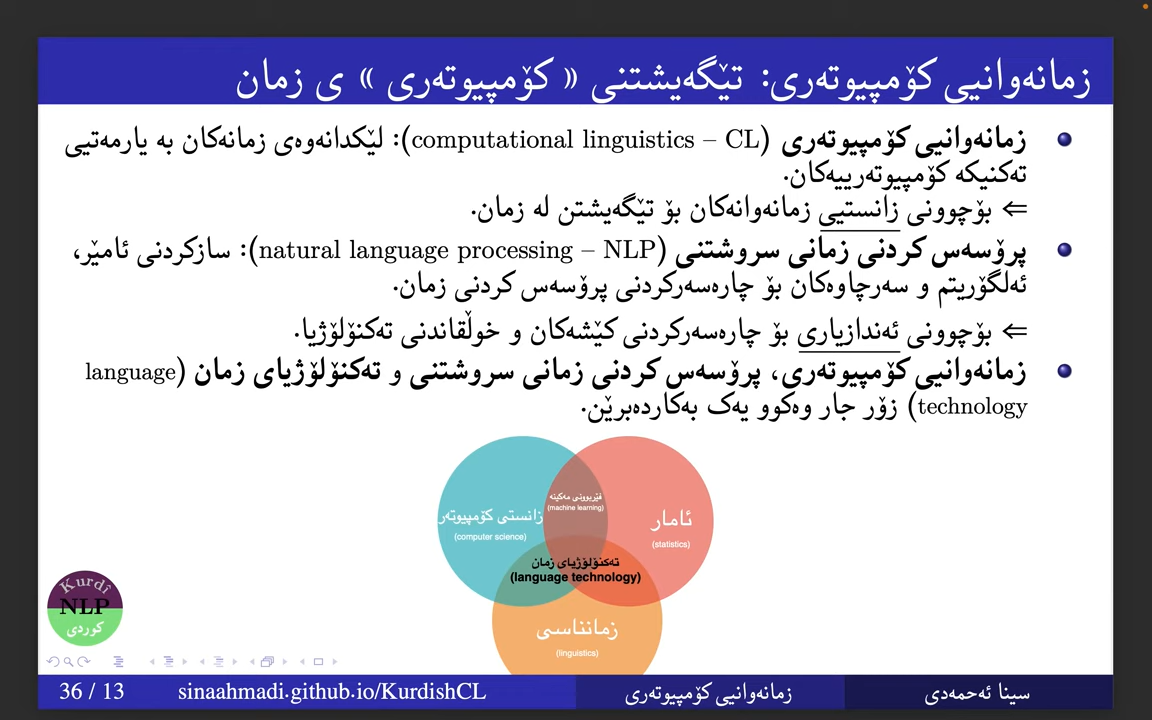 زمانەوانیی کۆمپیوتەری: تێگەیشتنی « کۆمپیوتەری » ی زمان
زمانەوانیی کۆمپیوتەری (computational linguistics – CL): لێکدانەوەی زمانەکان بە یارمەتیی
تەکنیکە کۆمپیوتەرییەکان.
⇐ بۆچوونی زانستیی زمانەوانەکان بۆ تێگەیشتن لە زمان.
پرۆسەس کردنی زمانی سروشتنی (natural language processing – NLP): سازکردنی ئامێر،
ئەلگۆریتم و سەرچاوەکان بۆ چارەسەرکردنی پرۆسەس کردنی زمان.
⇐ بۆچوونی ئەندازیاری بۆ چارەسەرکردنی کێشەکان و خوڵقاندنی تەکنۆلۆژیا.
زمانەوانیی کۆمپیوتەری، پرۆسەس کردنی زمانی سروشتنی و تەکنۆلۆژیای زمان (language
technology) زۆر جار وەکوو یەک بەکاردەبرێن.
فێربوونی مەکینە
(machine learning)
زانستی کۆمپیوتەر
(computer science)
ئامار
(statistics)
تەکنۆلۆژیای زمان
(language technology)
زمانناسی
(linguistics)
Kurdî
NLP
کوردی
سینا ئەحمەدی
زمانەوانیی کۆمپیوتەری
sinaahmadi.github.io/KurdishCL
36 / 13